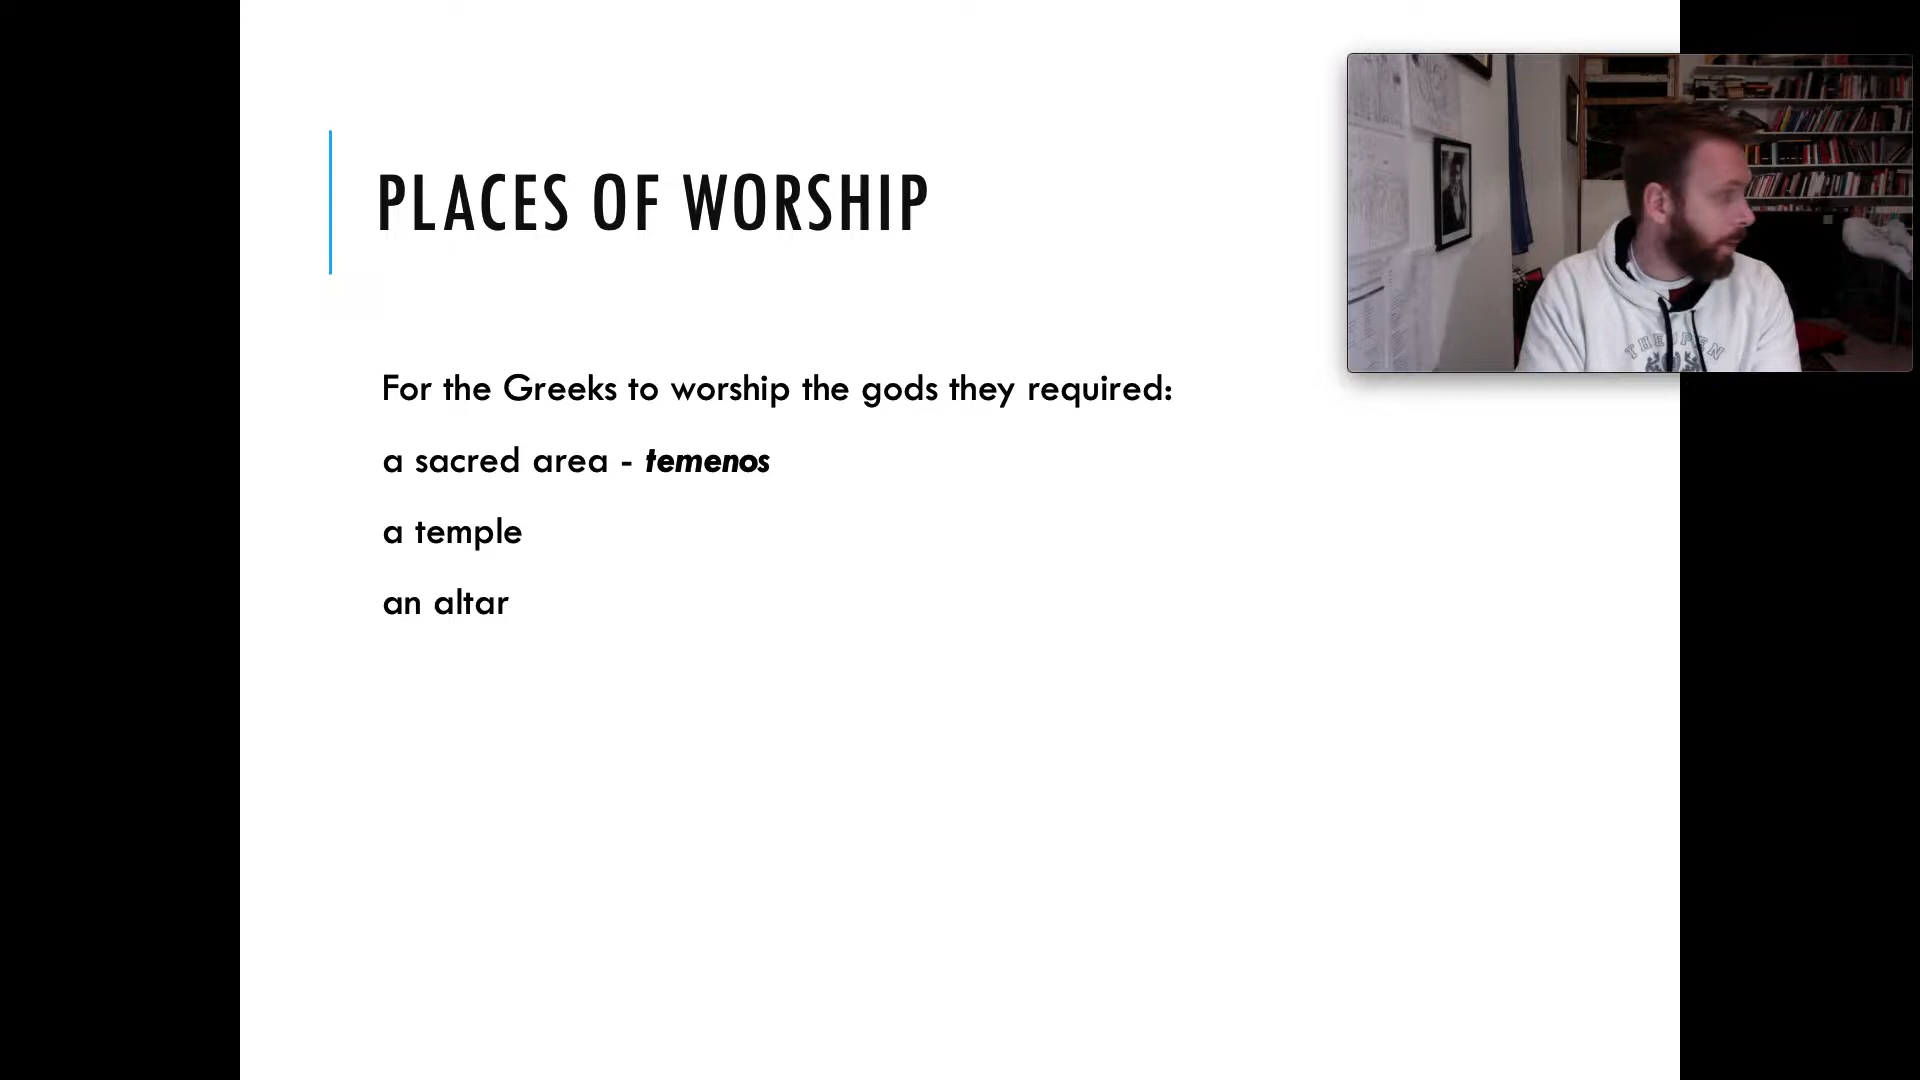 PLACES OF WORSHIP
For the Greeks to worship the gods they required:
a sacred area - temenos
a temple
an altar